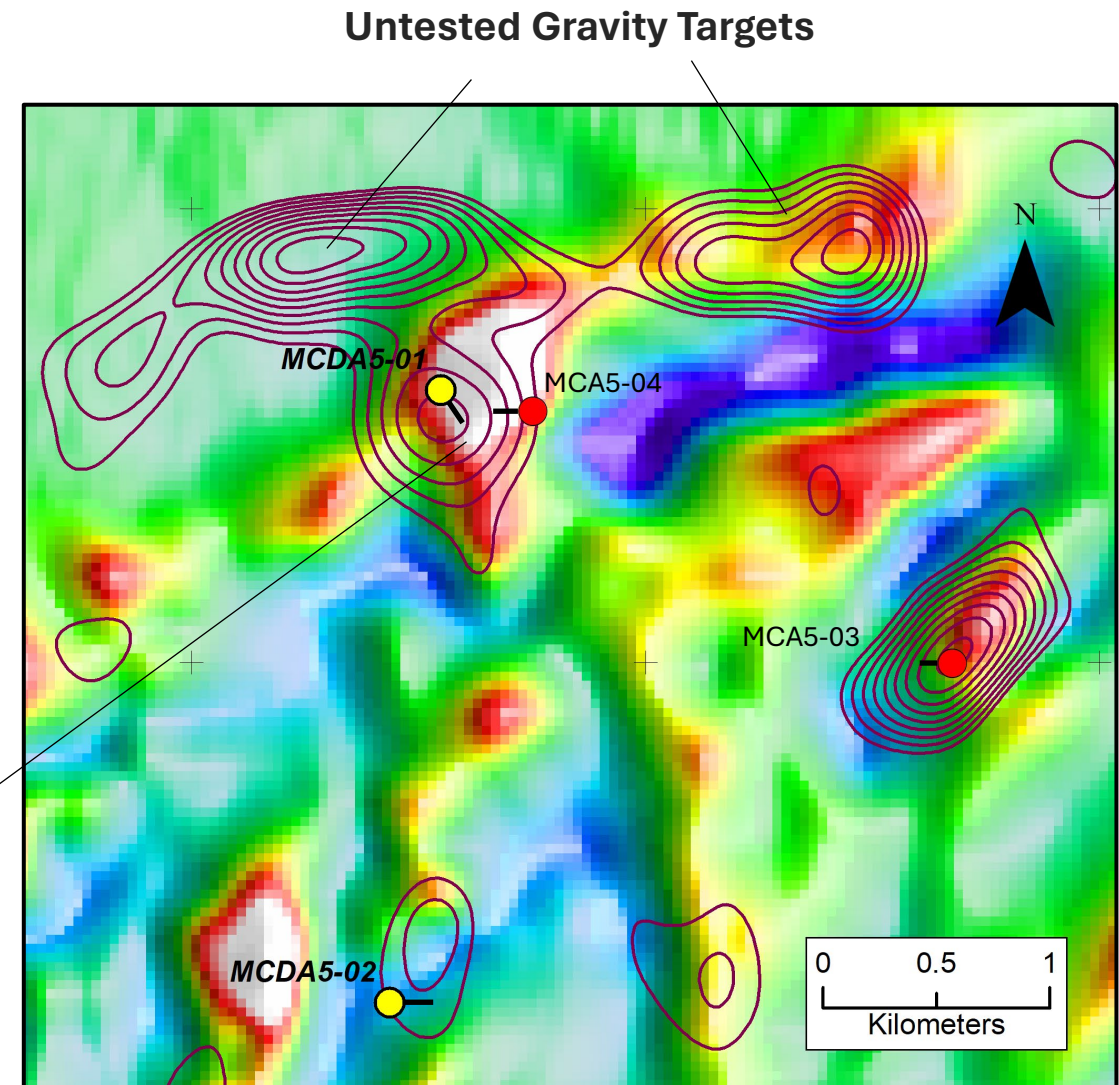 Untested Gravity Targets
N
MCDA5-01
MCA5-04
MCA5-03
MCDA5-02
0 0.5 1
Kilometers